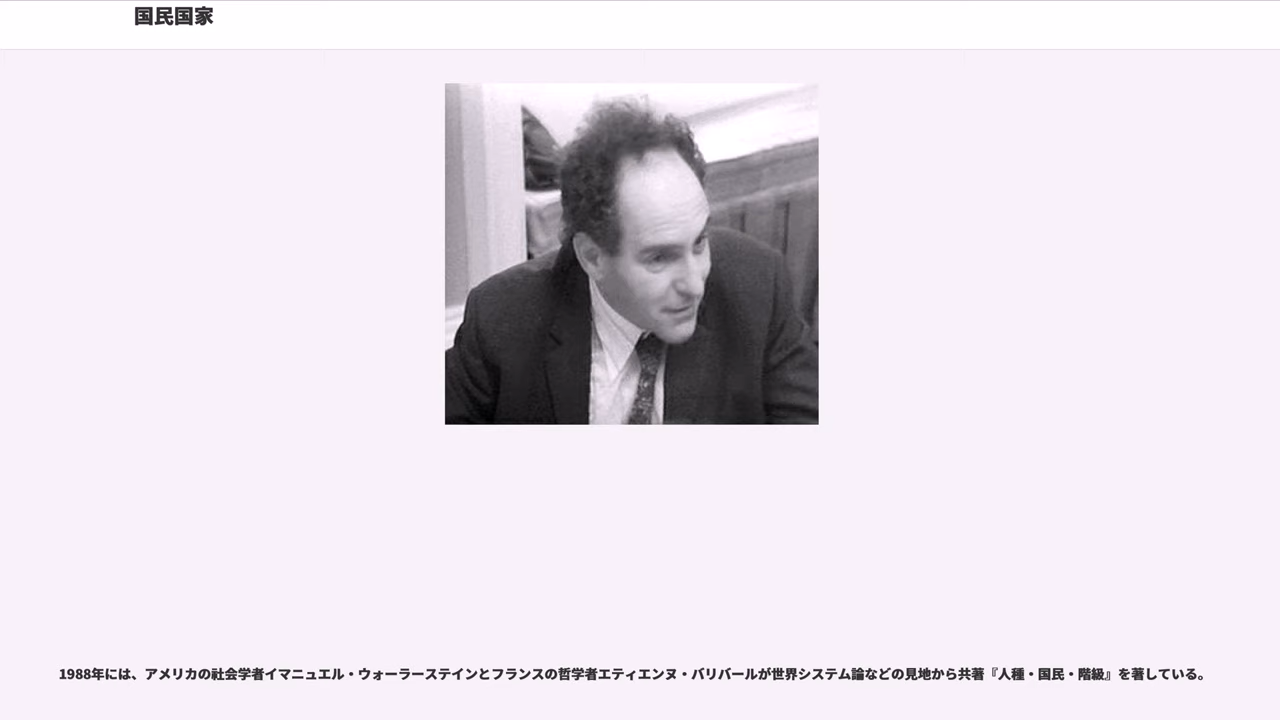 国民国家
1988年には、アメリカの社会学者イマニュエル・ウォーラーステインとフランスの哲学者エティエンヌ・バリバールが世界システム論などの見地から共著『人種・国民・階級』を著している。